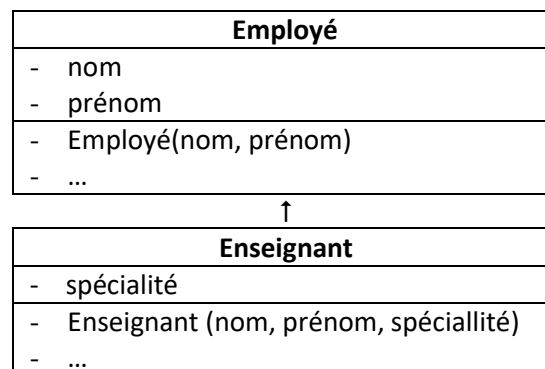 Employé
- nom
- prénom
- Employé(nom, prénom)
- …
↑
Enseignant
- spécialité
- Enseignant (nom, prénom, spéciallité)
- …